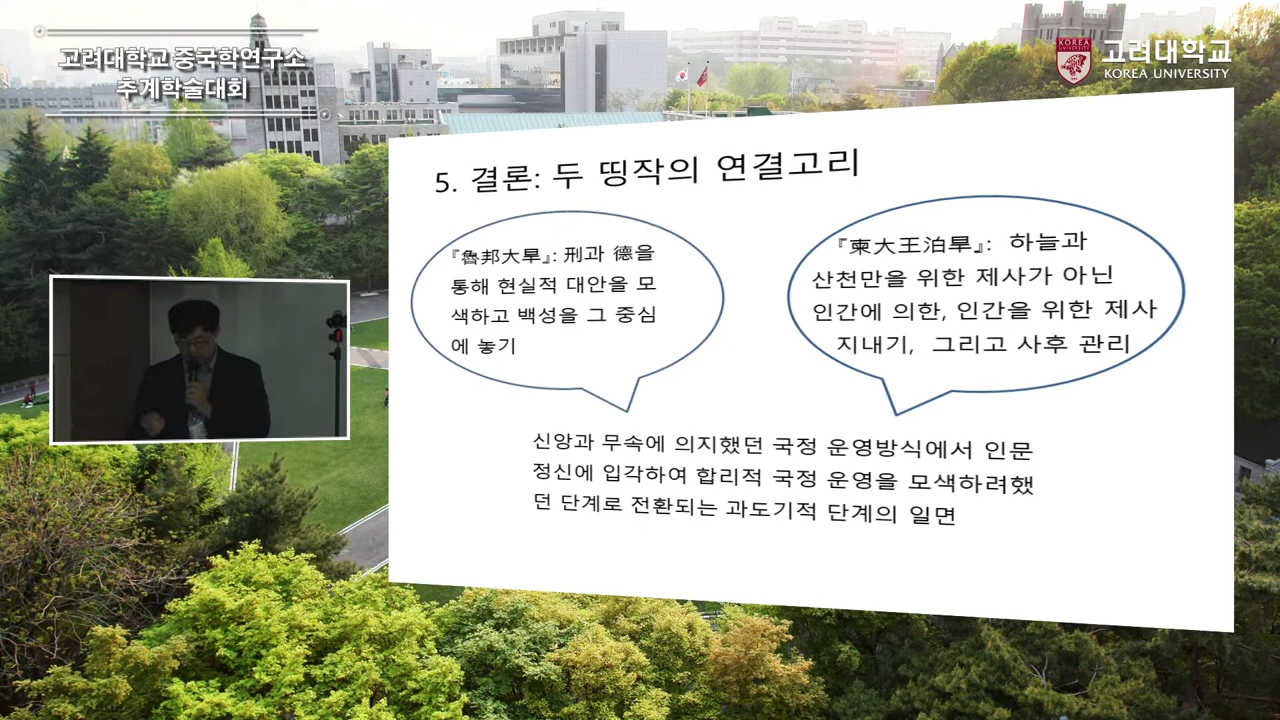 고려대학교 중국학연구소
추계학술대회
KOREA
고려대학교
KOREA UNIVERSITY
5. 결론: 두 띵작의 연결고리
『魯邦大旱』: 刑과 德을
통해 현실적 대안을 모
색하고 백성을 그 중심
에 놓기
『柬大王泊旱』: 하늘과
산천만을 위한 제사가 아닌
인간에 의한, 인간을 위한 제사
지내기, 그리고 사후 관리
신앙과 무속에 의지했던 국정 운영방식에서 인문
정신에 입각하여 합리적 국정 운영을 모색하려했
던 단계로 전환되는 과도기적 단계의 일면